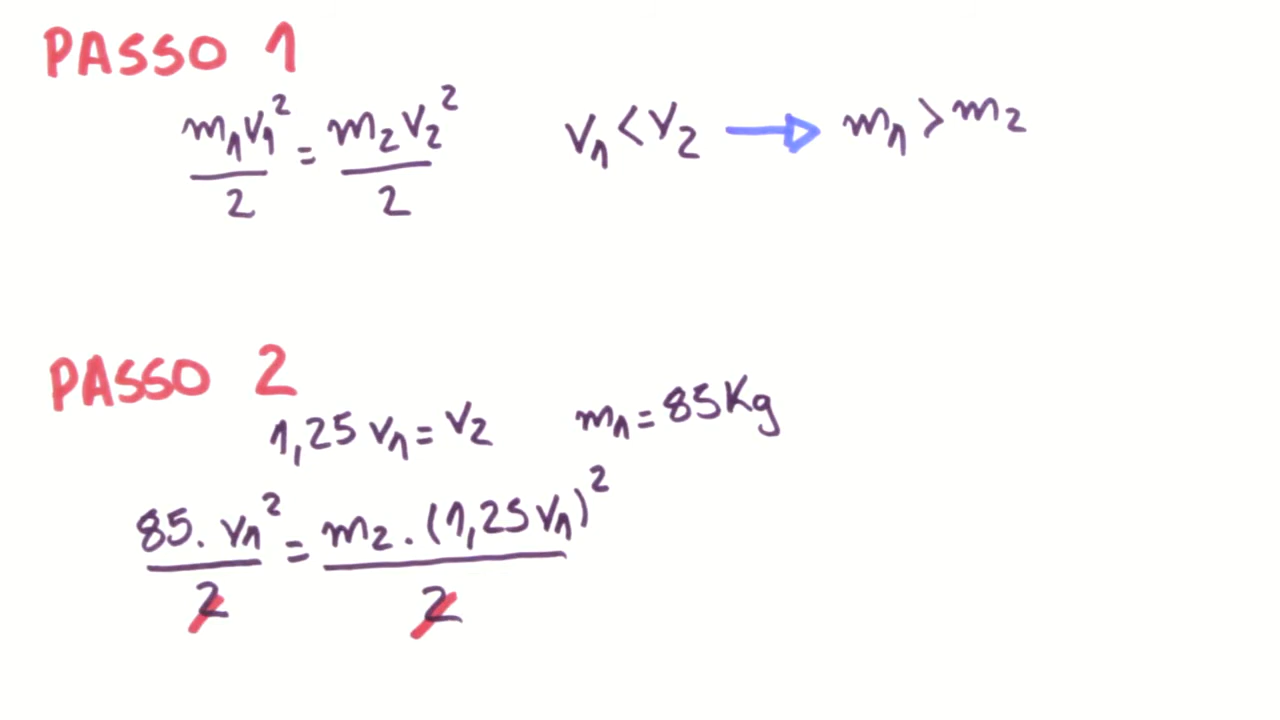 PASSO 1
m₁v₁²/2 = m₂v₂²/2   v₁ < v₂ → m₁ > m₂
PASSO 2
1,25 v₁ = v₂   m₁ = 85Kg
85. v₁²/2 = m₂ . (1,25 v₁)²/2